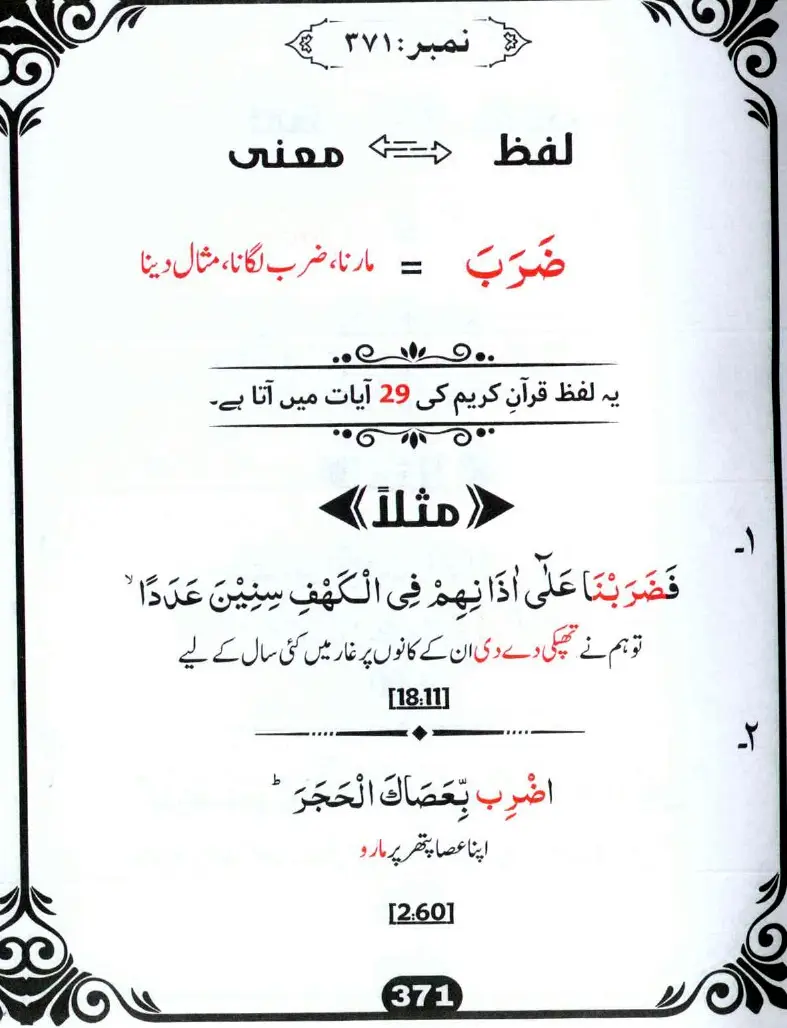 نمبر: ۳۷۱
لفظ ⇐⇒ معنی
ضَرَبَ = مارنا، ضرب لگانا، مثال دینا
یہ لفظ قرآنِ کریم کی 29 آیات میں آتا ہے۔
مثلاً
۱۔
فَضَرَبْنَا عَلٰٓی اٰذَانِهِمْ فِی الْكَهْفِ سِنِيْنَ عَدَدًا ۙ
تو ہم نے تھپکی دے دی ان کے کانوں پر غار میں کئی سال کے لیے
[18:11]
۲۔
اضْرِب بِّعَصَاكَ الْحَجَرَ ؕ
اپنا عصا پتھر پر مارو
[2:60]
371